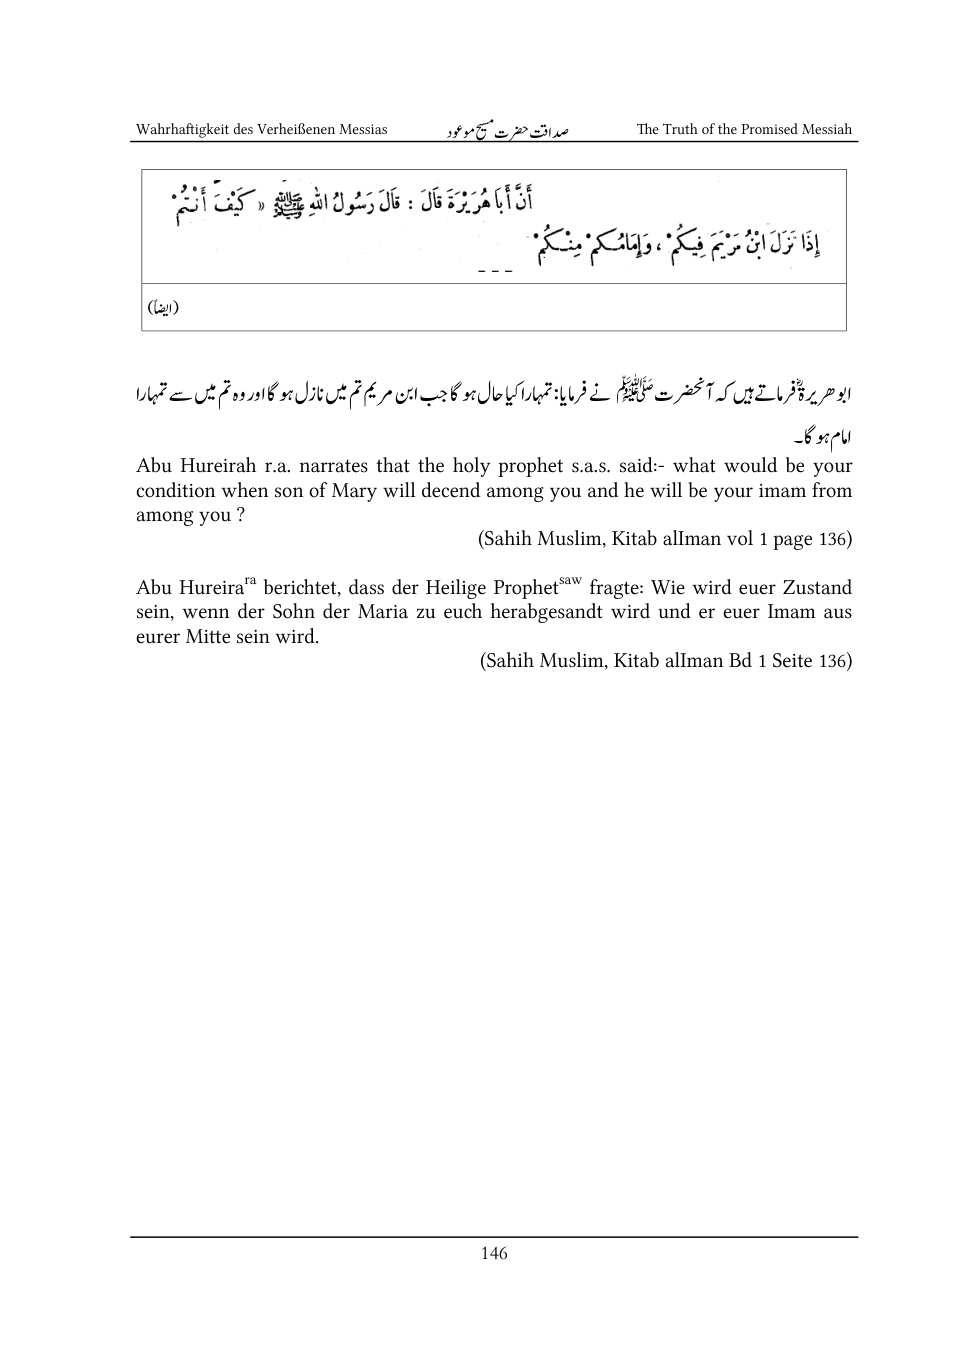 Wahrhaftigkeit des Verheißenen Messias صداقت حضرت مسیح موعود The Truth of the Promised Messiah
أَنَّ أَبَا هُرَيْرَةَ قَالَ : قَالَ رَسُولُ اللهِ ﷺ « كَيْفَ أَنْتُمْ
إِذَا نَزَلَ ابْنُ مَرْيَمَ فِيكُمْ ، وَإِمَامُكُمْ مِنْكُمْ
- - -
(ایضاً)
ابو ھریرۃؓ فرماتے ہیں کہ آنحضرت ﷺ نے فرمایا: تمہارا کیا حال ہو گا جب ابن مریم تم میں نازل ہو گا اور وہ تم میں سے تمہارا
امام ہو گا۔
Abu Hureirah r.a. narrates that the holy prophet s.a.s. said:- what would be your
condition when son of Mary will decend among you and he will be your imam from
among you ?
(Sahih Muslim, Kitab alIman vol 1 page 136)
Abu Hureira ra berichtet, dass der Heilige Prophet saw fragte: Wie wird euer Zustand
sein, wenn der Sohn der Maria zu euch herabgesandt wird und er euer Imam aus
eurer Mitte sein wird.
(Sahih Muslim, Kitab alIman Bd 1 Seite 136)
146